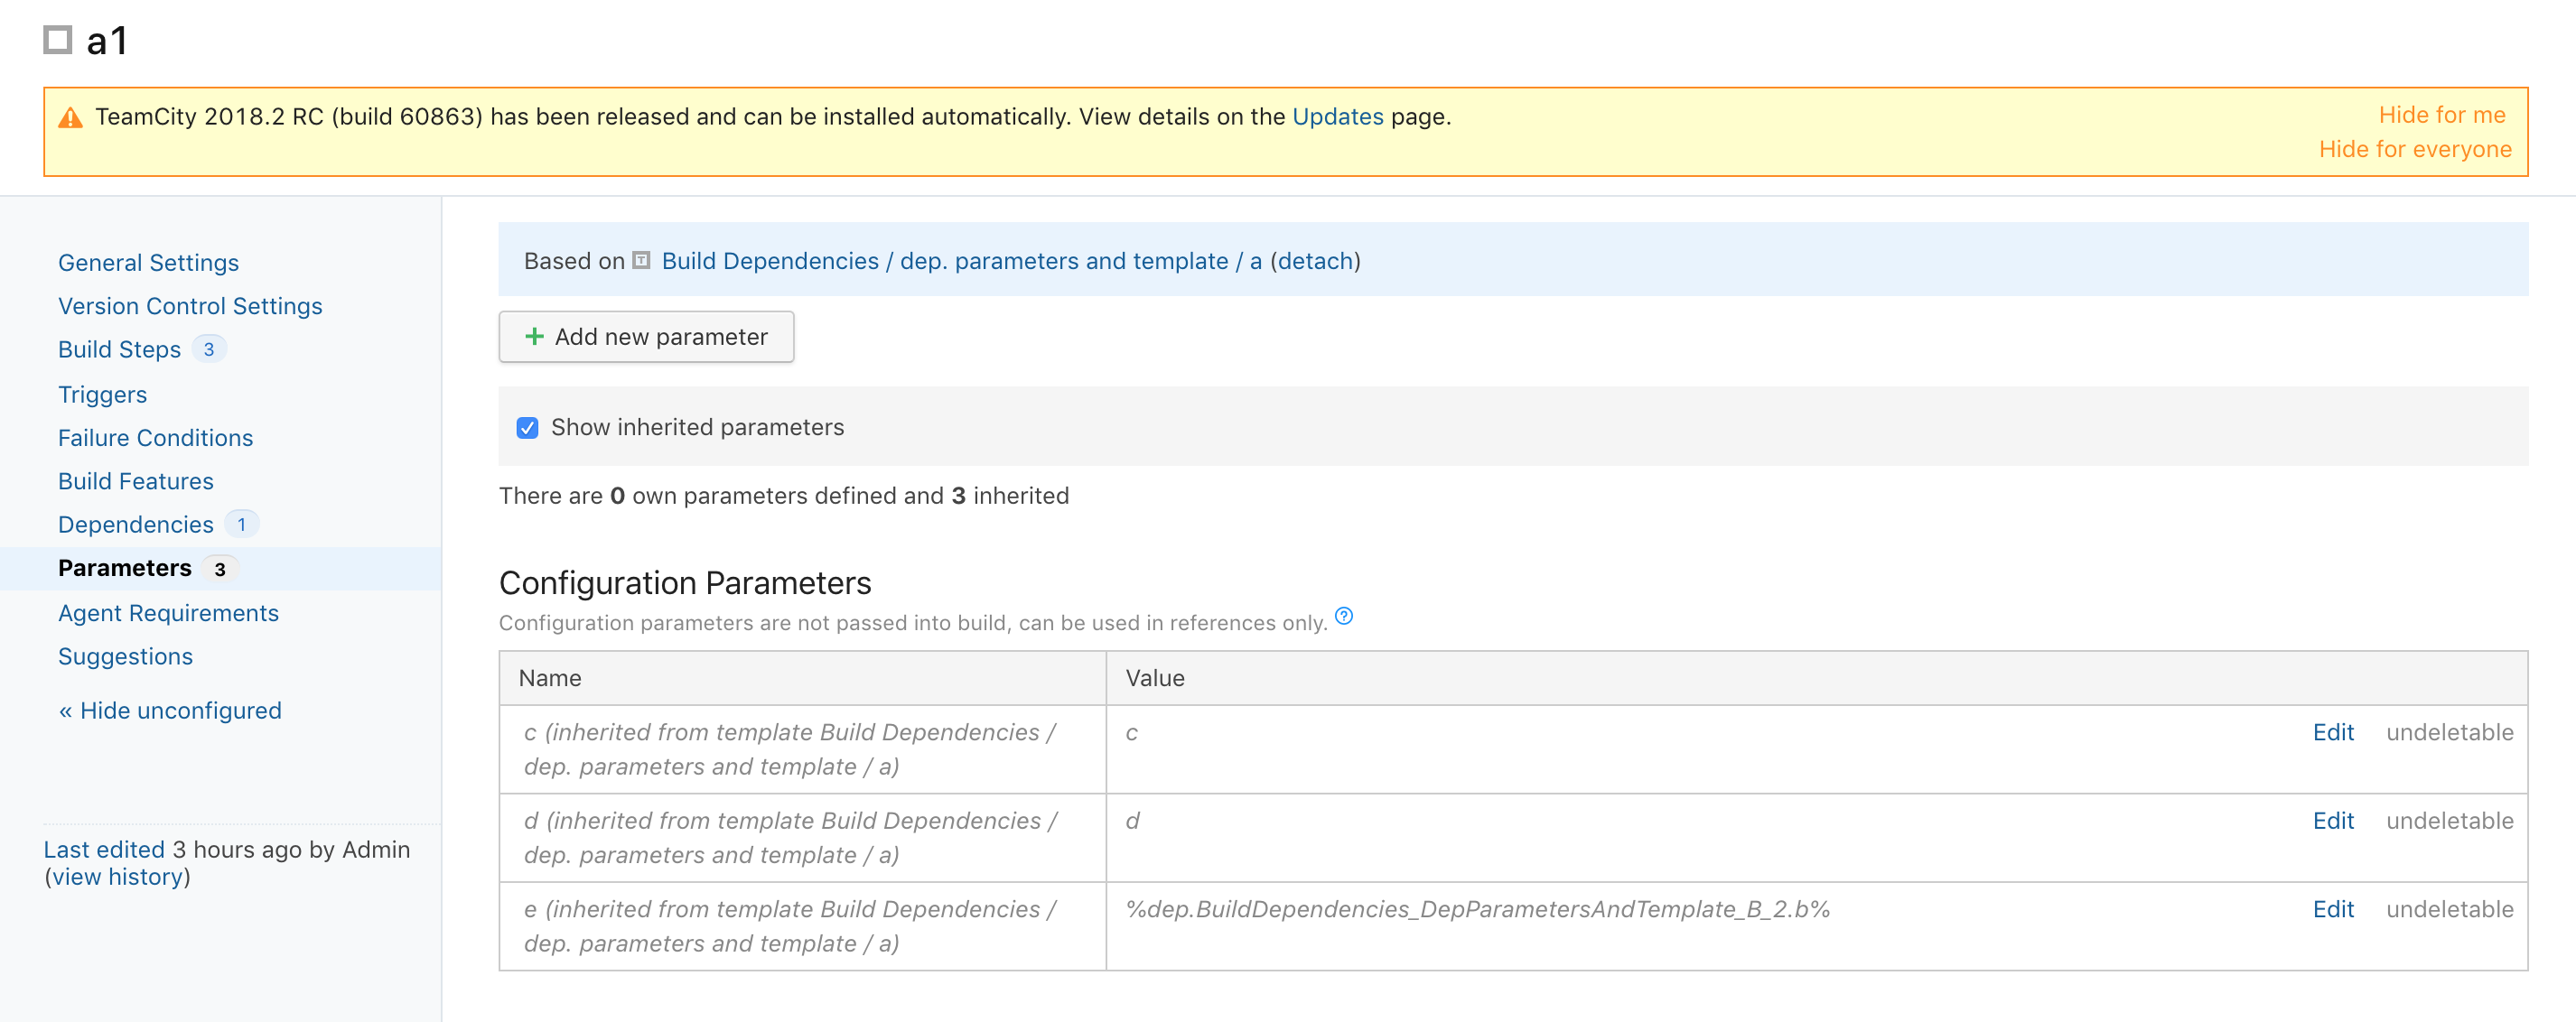 a1
TeamCity 2018.2 RC (build 60863) has been released and can be installed automatically. View details on the Updates page.
Hide for me
Hide for everyone
General Settings
Version Control Settings
Build Steps 3
Triggers
Failure Conditions
Build Features
Dependencies 1
Parameters 3
Agent Requirements
Suggestions
« Hide unconfigured
Last edited 3 hours ago by Admin
(view history)
Based on T Build Dependencies / dep. parameters and template / a (detach)
+ Add new parameter
Show inherited parameters
There are 0 own parameters defined and 3 inherited
Configuration Parameters
Configuration parameters are not passed into build, can be used in references only. ?
Name Value
c (inherited from template Build Dependencies / c Edit undeletable
dep. parameters and template / a)
d (inherited from template Build Dependencies / d Edit undeletable
dep. parameters and template / a)
e (inherited from template Build Dependencies / %dep.BuildDependencies_DepParametersAndTemplate_B_2.b% Edit undeletable
dep. parameters and template / a)